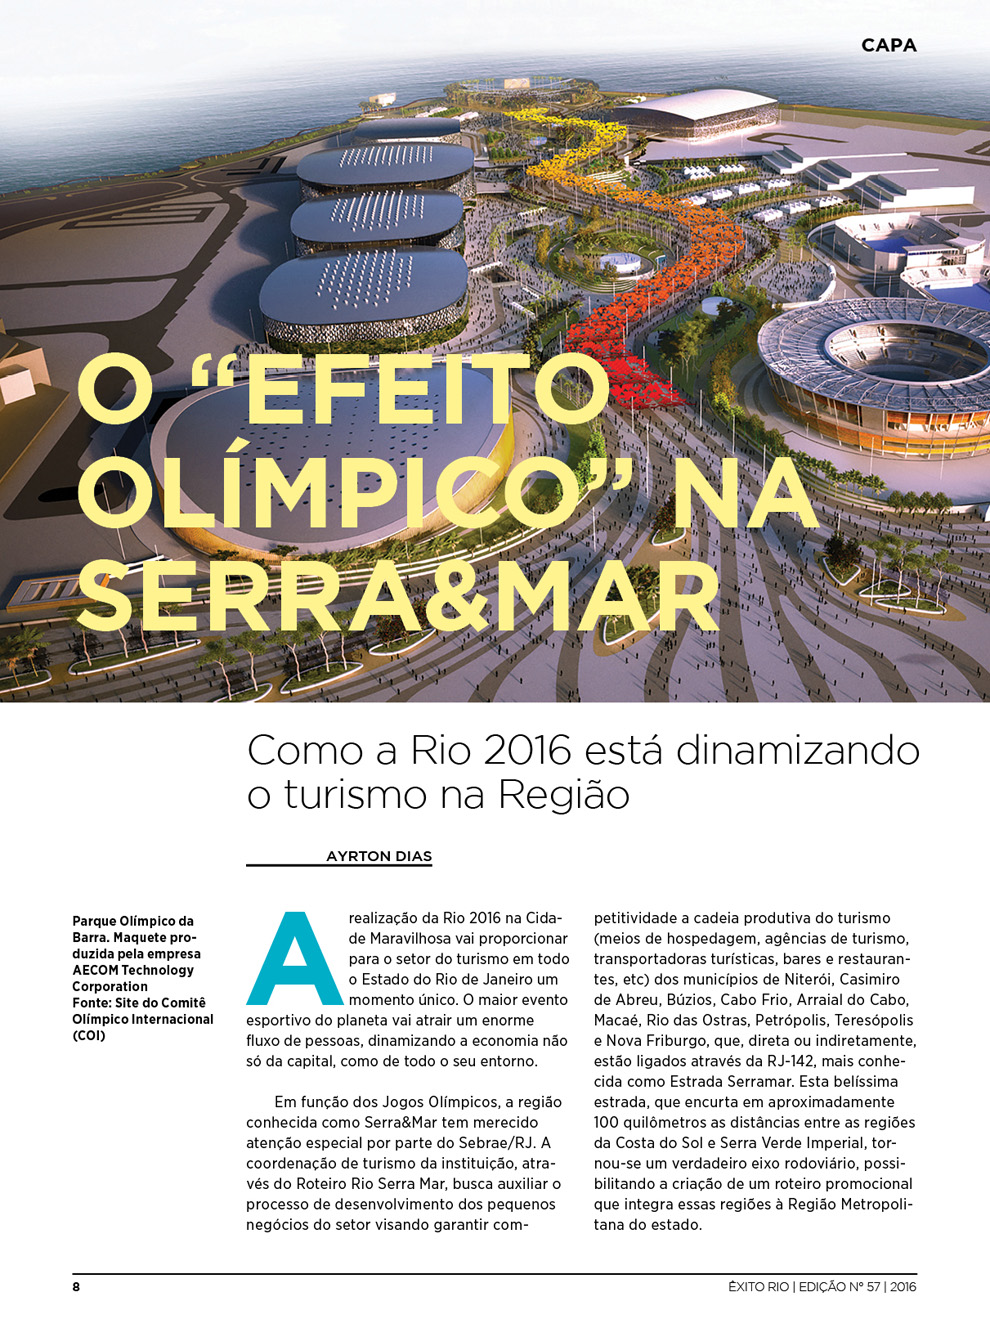 CAPA
O “EFEITO
OLÍMPICO” NA
SERRA&MAR
Como a Rio 2016 está dinamizando
o turismo na Região
AYRTON DIAS
Parque Olímpico da
Barra. Maquete pro-
duzida pela empresa
AECOM Technology
Corporation
Fonte: Site do Comitê
Olímpico Internacional
(COI)
A realização da Rio 2016 na Cida-
de Maravilhosa vai proporcionar
para o setor do turismo em todo
o Estado do Rio de Janeiro um
momento único. O maior evento
esportivo do planeta vai atrair um enorme
fluxo de pessoas, dinamizando a economia não
só da capital, como de todo o seu entorno.
Em função dos Jogos Olímpicos, a região
conhecida como Serra&Mar tem merecido
atenção especial por parte do Sebrae/RJ. A
coordenação de turismo da instituição, atra-
vés do Roteiro Rio Serra Mar, busca auxiliar o
processo de desenvolvimento dos pequenos
negócios do setor visando garantir com-
petitividade a cadeia produtiva do turismo
(meios de hospedagem, agências de turismo,
transportadoras turísticas, bares e restauran-
tes, etc) dos municípios de Niterói, Casimiro
de Abreu, Búzios, Cabo Frio, Arraial do Cabo,
Macaé, Rio das Ostras, Petrópolis, Teresópolis
e Nova Friburgo, que, direta ou indiretamente,
estão ligados através da RJ-142, mais conhe-
cida como Estrada Serramar. Esta belíssima
estrada, que encurta em aproximadamente
100 quilômetros as distâncias entre as regiões
da Costa do Sol e Serra Verde Imperial, tor-
nou-se um verdadeiro eixo rodoviário, possi-
bilitando a criação de um roteiro promocional
que integra essas regiões à Região Metropoli-
tana do estado.
8
ÊXITO RIO | EDIÇÃO Nº 57 | 2016